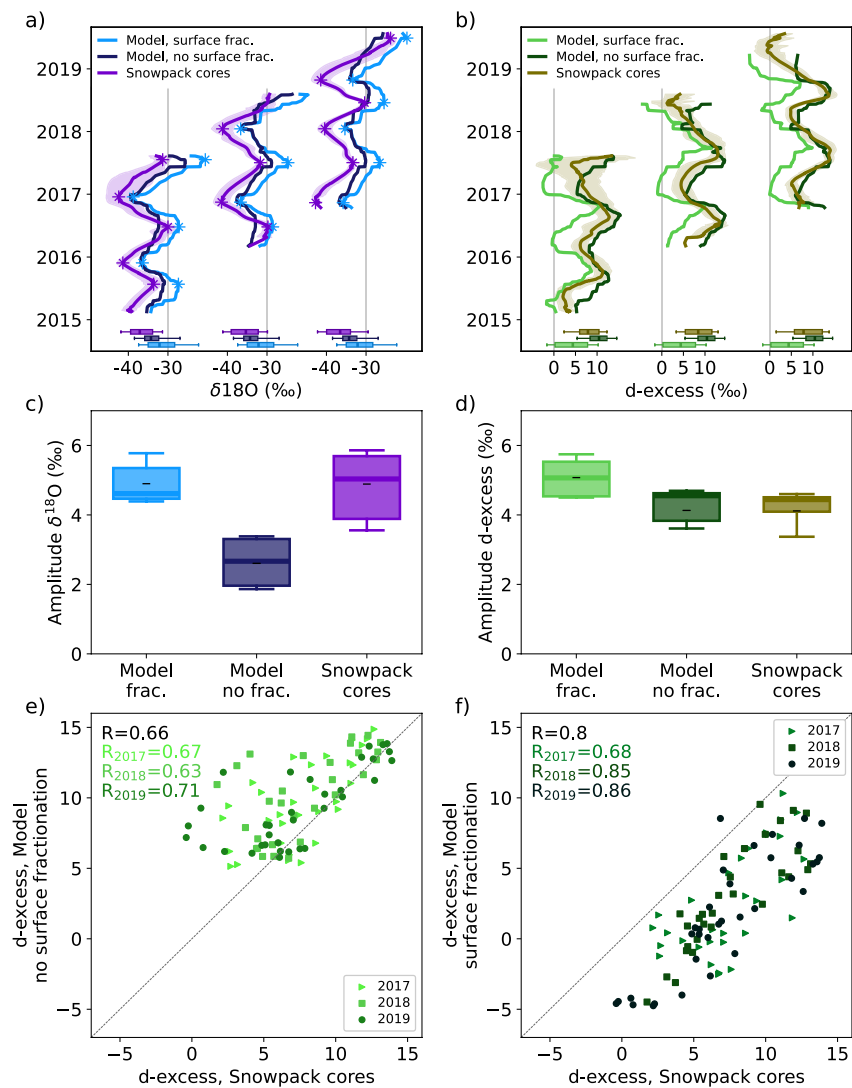 a)
Model, surface frac.
Model, no surface frac.
Snowpack cores
2019
2018
2017
2016
2015
-40 -30 -40 -30 -40 -30
δ18O (‰)
b)
Model, surface frac.
Model, no surface frac.
Snowpack cores
2019
2018
2017
2016
2015
0 5 10 0 5 10 0 5 10
d-excess (‰)
c)
Amplitude δ¹⁸O (‰)
6
4
2
0
Model
frac.
Model
no frac.
Snowpack
cores
d)
Amplitude d-excess (‰)
6
4
2
0
Model
frac.
Model
no frac.
Snowpack
cores
e)
R=0.66
R2017=0.67
R2018=0.63
R2019=0.71
d-excess, Model
no surface fractionation
15
10
5
0
−5
2017
2018
2019
−5 0 5 10 15
d-excess, Snowpack cores
f)
R=0.8
R2017=0.68
R2018=0.85
R2019=0.86
2017
2018
2019
d-excess, Model
surface fractionation
15
10
5
0
−5
−5 0 5 10 15
d-excess, Snowpack cores